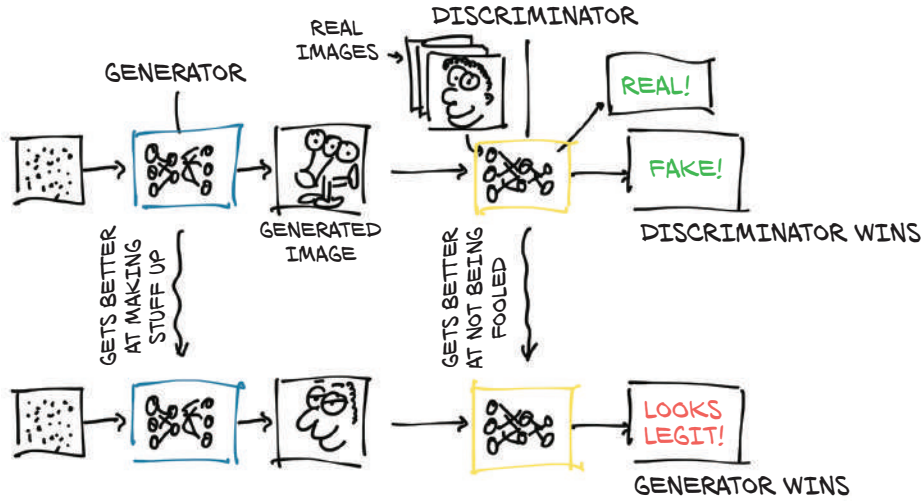 DISCRIMINATOR
REAL
IMAGES
GENERATOR
REAL!
FAKE!
GENERATED
IMAGE
DISCRIMINATOR WINS
GETS BETTER
AT MAKING
STUFF UP
GETS BETTER
AT NOT BEING
FOOLED
LOOKS
LEGIT!
GENERATOR WINS